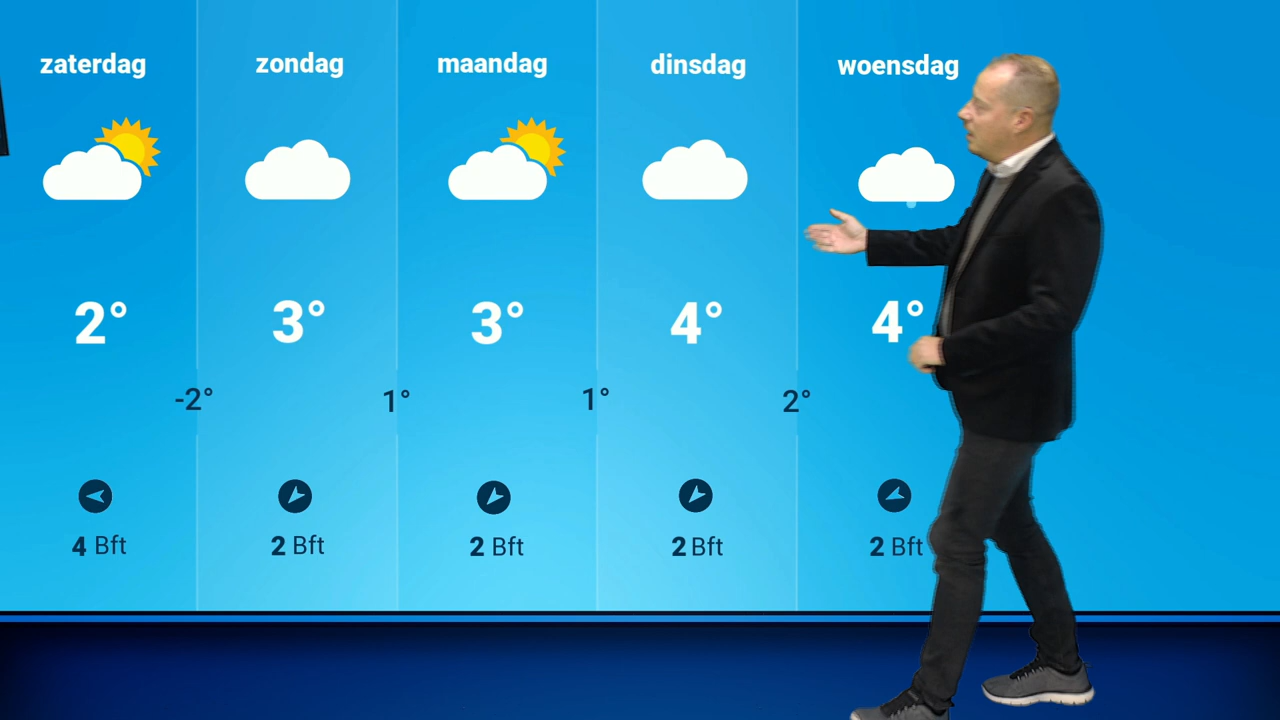 zaterdag zondag maandag dinsdag woensdag
2° 3° 3° 4° 4°
-2° 1° 1° 2°
4 Bft 2 Bft 2 Bft 2 Bft 2 Bft